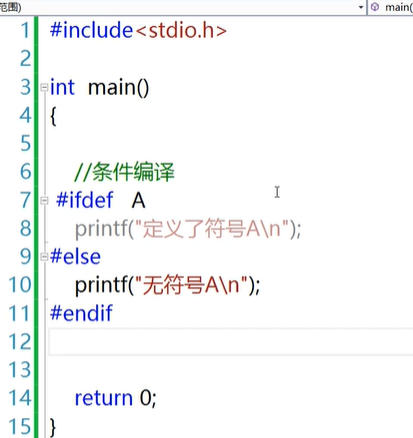 范围)
main(
1 #include<stdio.h>
2
3 int main()
4 {
5
6 //条件编译
7 #ifdef A
8 printf("定义了符号A\n");
9 #else
10 printf("无符号A\n");
11 #endif
12
13
14 return 0;
15 }